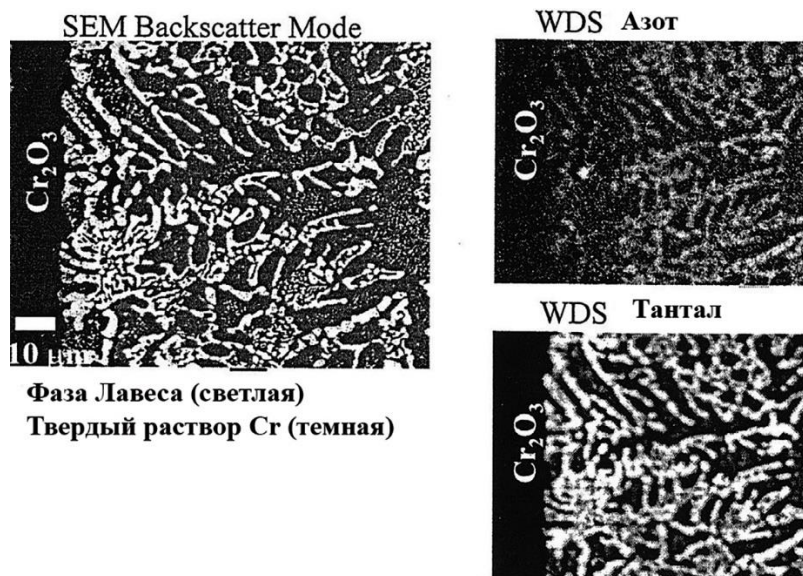 SEM Backscatter Mode
Cr₂O₃
10 μm
Фаза Лавеса (светлая)
Твердый раствор Cr (темная)
WDS Азот
Cr₂O₃
WDS Тантал
Cr₂O₃